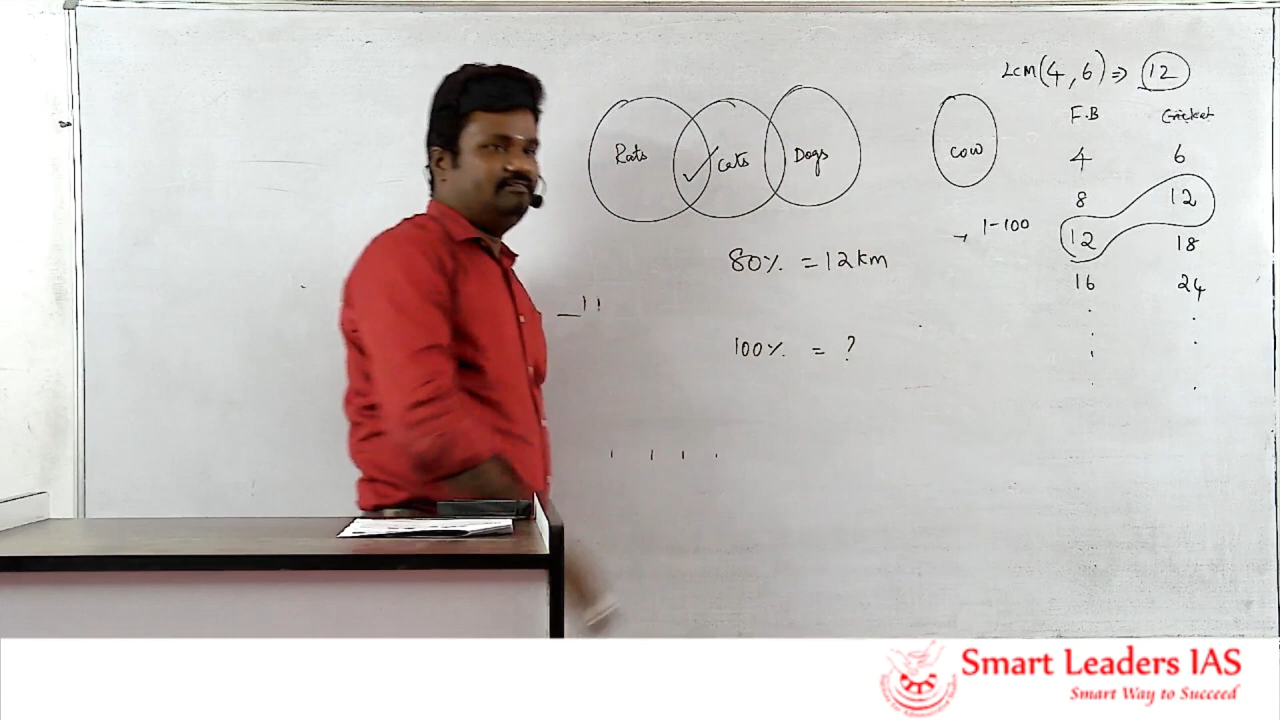 LCM(4,6) ⇒ 12
F.B Cricket
Rats Cats Dogs
cow
4 6
8 12
→ 1-100
12 18
80% = 12km
16 24
100% = ?
Smart Leaders IAS
Smart Way to Succeed